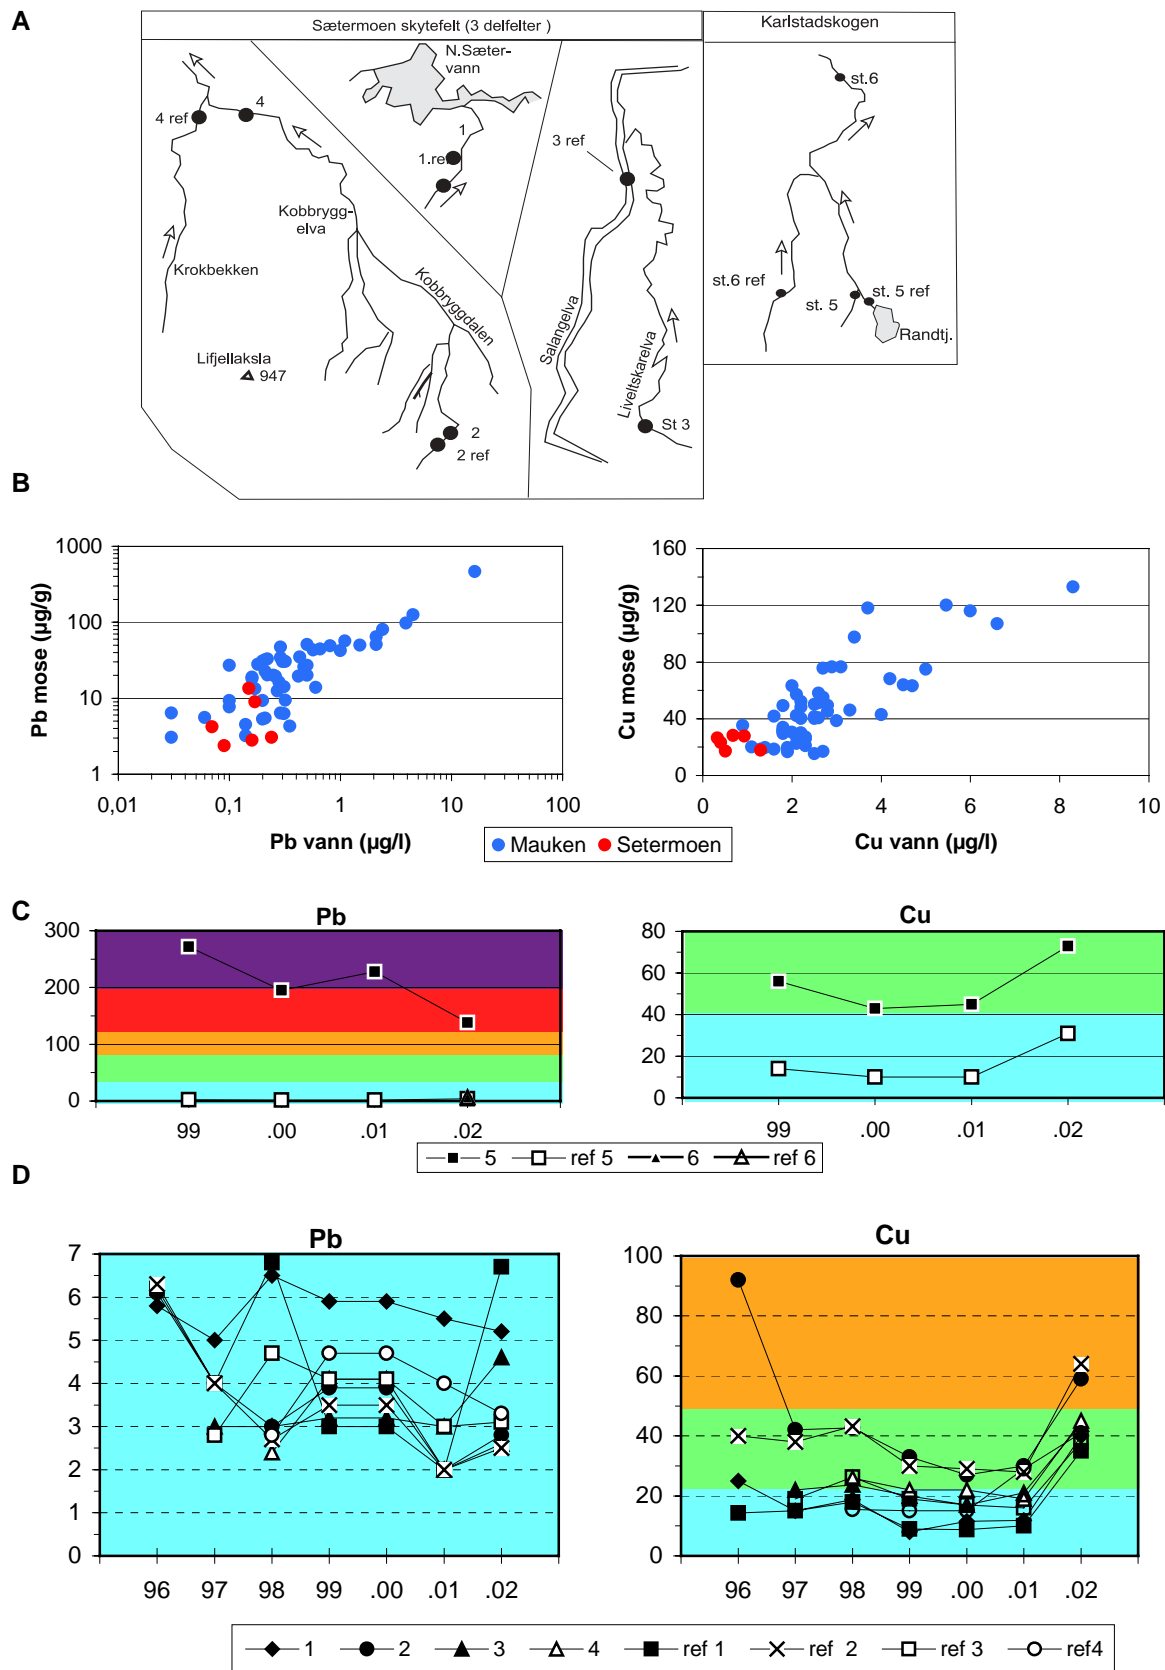 A
Sætermoen skytefelt (3 delfelter )
Karlstadskogen
N.Sæter-
vann
st.6
4
4 ref
1
1.ref
3 ref
Kobbrygg-
elva
Krokbekken
Kobbryggdalen
Salangelva
Liveltskarelva
st.6 ref
st. 5
st. 5 ref
Randtj.
Lifjellaksla
947
2
2 ref
St 3
B
Pb mose (µg/g)
1000
100
10
1
0,01 0,1 1 10 100
Pb vann (µg/l)
Cu mose (µg/g)
160
120
80
40
0
0 2 4 6 8 10
Cu vann (µg/l)
Mauken Setermoen
C
Pb
300
200
100
0
99 .00 .01 .02
Cu
80
60
40
20
0
99 .00 .01 .02
5 ref 5 6 ref 6
D
Pb
7
6
5
4
3
2
1
0
96 97 98 99 .00 .01 .02
Cu
100
80
60
40
20
0
96 97 98 99 .00 .01 .02
1 2 3 4 ref 1 ref 2 ref 3 ref4